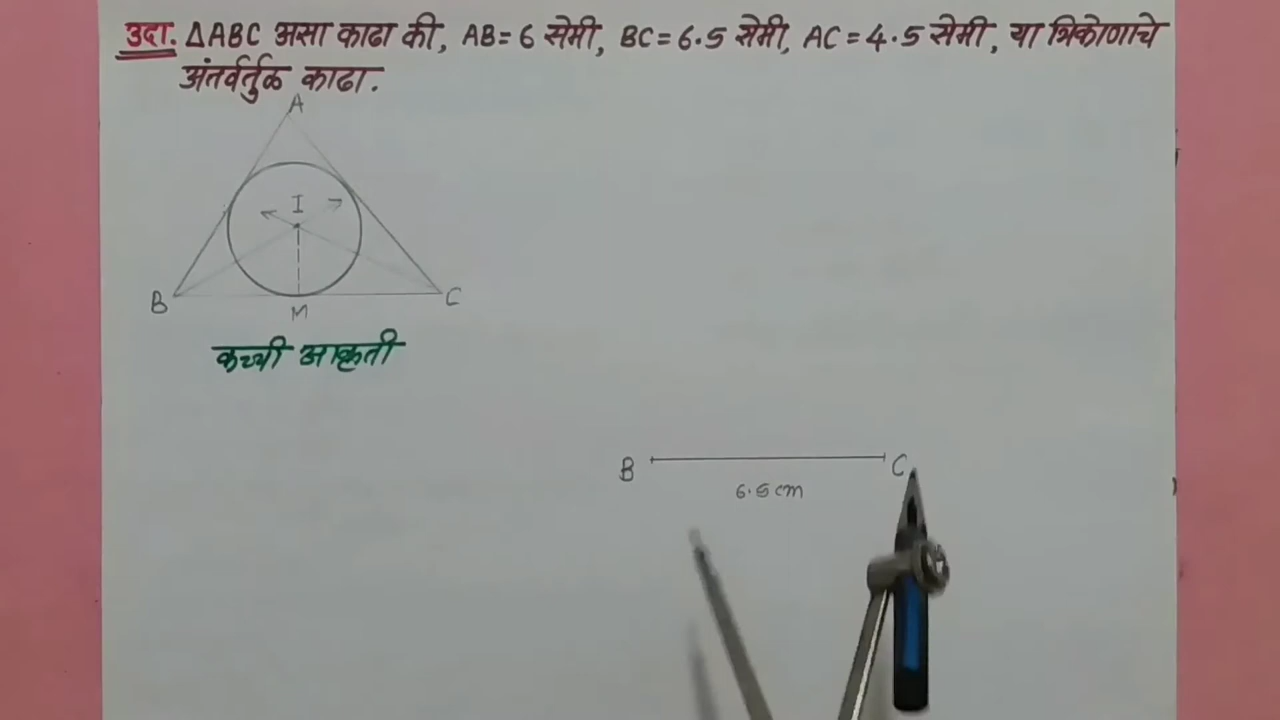 उदा. ΔABC असा काढा की, AB = 6 सेमी, BC = 6.5 सेमी, AC = 4.5 सेमी, या त्रिकोणाचे
अंतर्वर्तुळ काढा.
A
I
B
C
M
कच्ची आकृती
B
C
6.5 cm